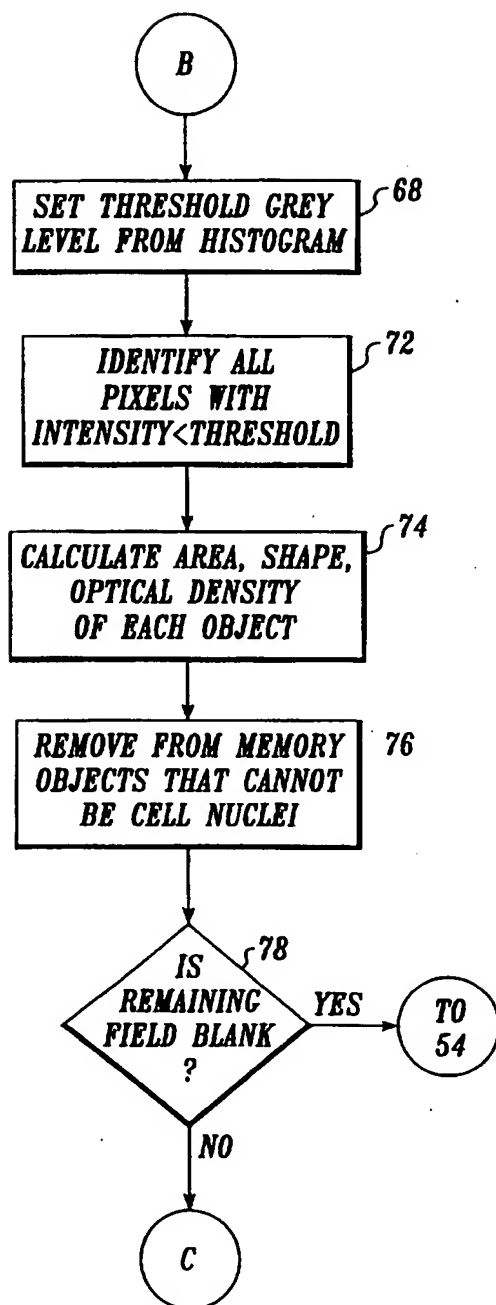 B
68
SET THRESHOLD GREY
LEVEL FROM HISTOGRAM
72
IDENTIFY ALL
PIXELS WITH
INTENSITY<THRESHOLD
74
CALCULATE AREA, SHAPE,
OPTICAL DENSITY
OF EACH OBJECT
76
REMOVE FROM MEMORY
OBJECTS THAT CANNOT
BE CELL NUCLEI
78
IS
REMAINING
FIELD BLANK
?
YES
TO
54
NO
C